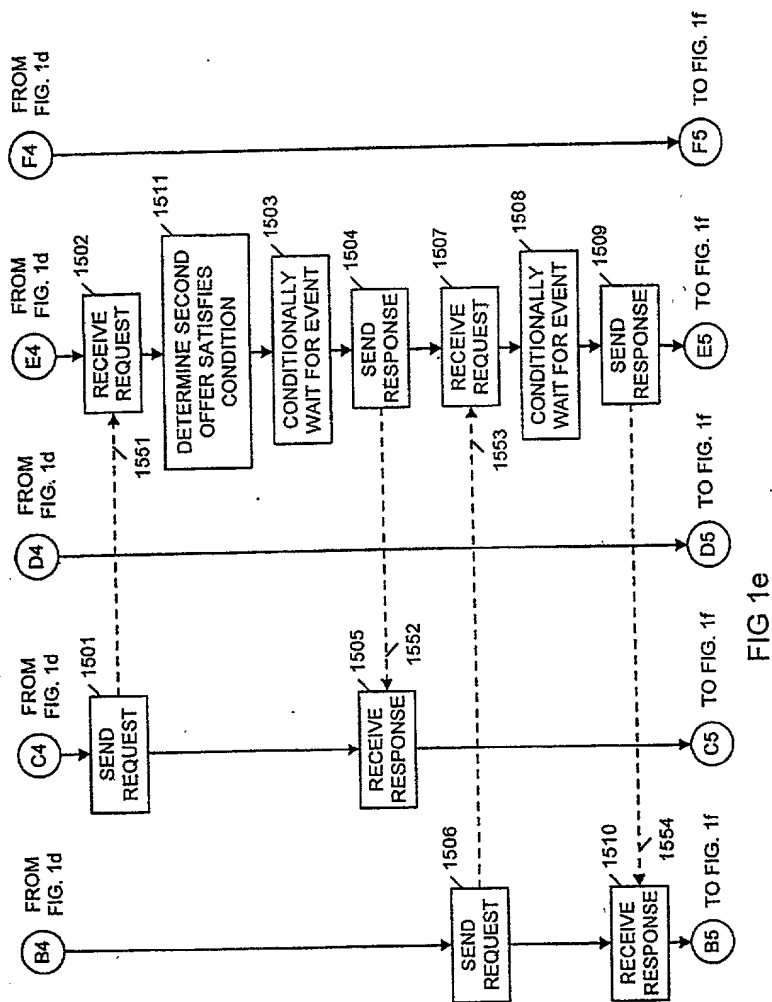 FROM
FIG. 1d
B4
FROM
FIG. 1d
C4
FROM
FIG. 1d
D4
FROM
FIG. 1d
E4
FROM
FIG. 1d
F4
1501
SEND
REQUEST
1551
1502
RECEIVE
REQUEST
1511
DETERMINE SECOND
OFFER SATISFIES
CONDITION
1503
CONDITIONALLY
WAIT FOR EVENT
1504
SEND
RESPONSE
1505
RECEIVE
RESPONSE
1552
1506
SEND
REQUEST
1553
1507
RECEIVE
REQUEST
1508
CONDITIONALLY
WAIT FOR EVENT
1509
SEND
RESPONSE
1510
RECEIVE
RESPONSE
1554
B5
TO FIG. 1f
C5
TO FIG. 1f
D5
TO FIG. 1f
E5
TO FIG. 1f
F5
TO FIG. 1f
FIG 1e